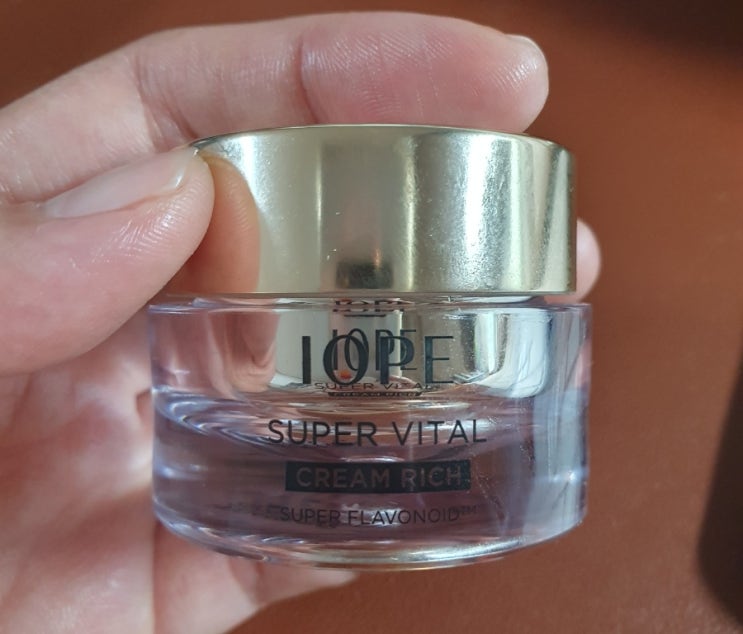 IOPE
SUPER VITAL
CREAM RICH
SUPER FLAVONOID™